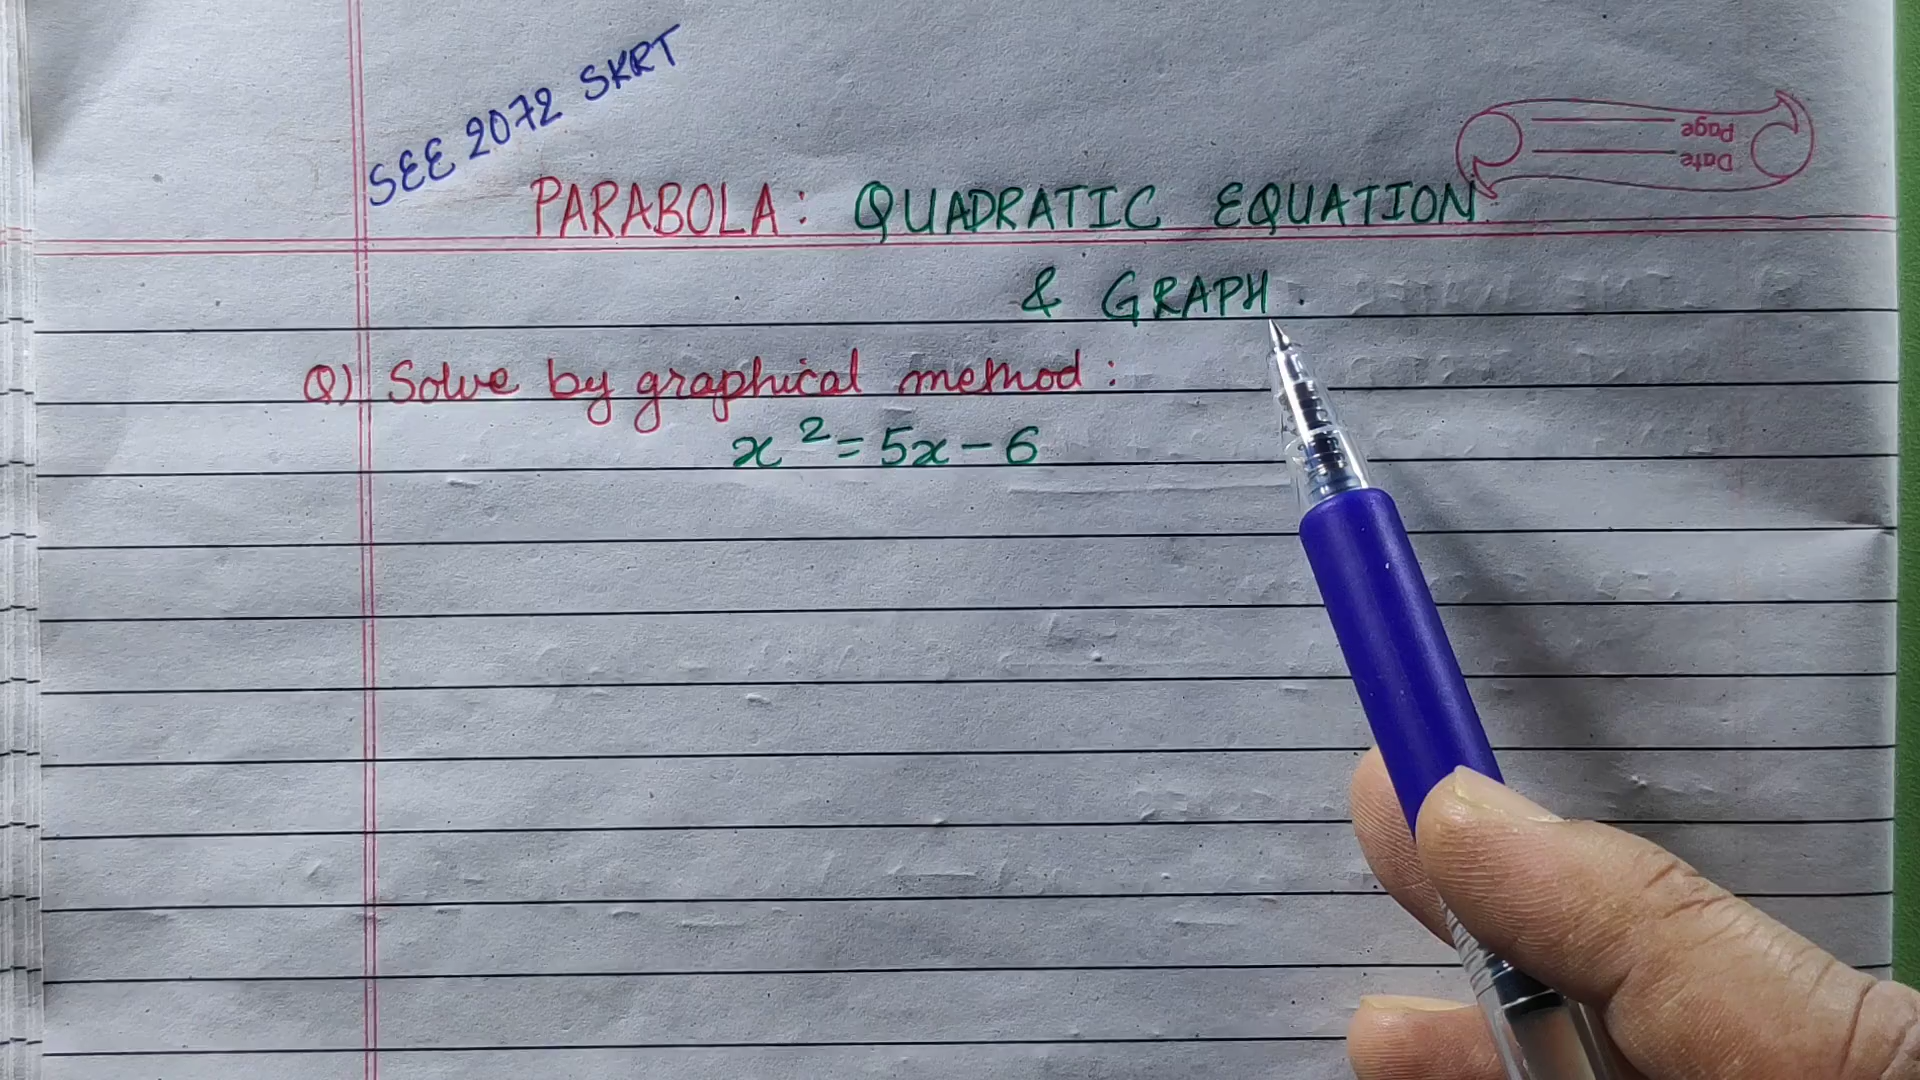 SEE 2072 SKRT
Page
Date
PARABOLA: QUADRATIC EQUATION
& GRAPH.
Q) Solve by graphical method:
x² = 5x - 6